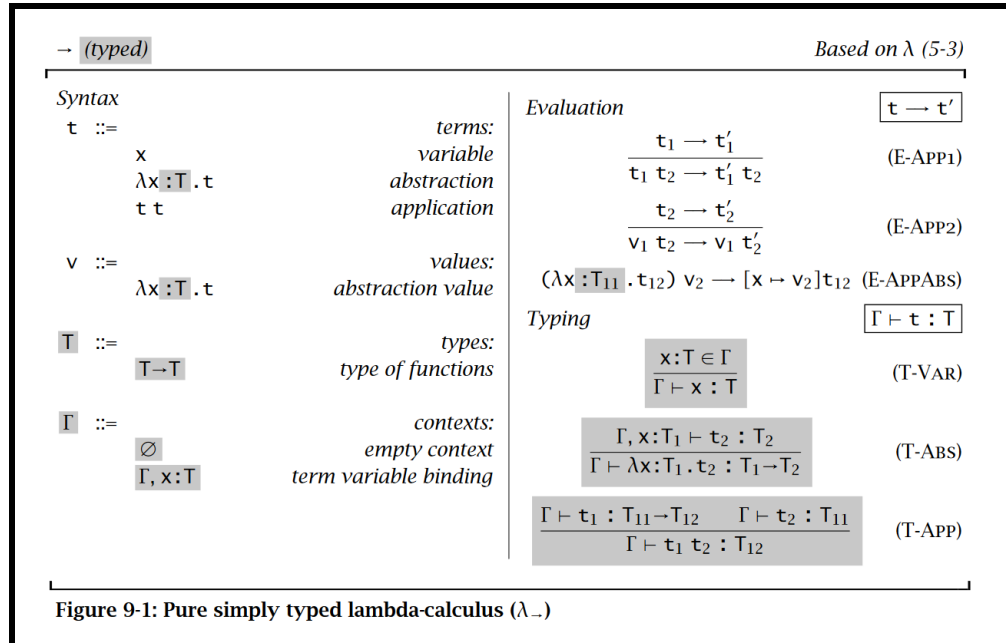 → (typed) Based on λ (5-3)
Syntax
t ::= terms:
x variable
λx:T.t abstraction
t t application
v ::= values:
λx:T.t abstraction value
T ::= types:
T→T type of functions
Γ ::= contexts:
∅ empty context
Γ, x:T term variable binding
Evaluation t → t′
t₁ → t′₁
t₁ t₂ → t′₁ t₂ (E-APP1)
t₂ → t′₂
v₁ t₂ → v₁ t′₂ (E-APP2)
(λx:T₁₁.t₁₂) v₂ → [x ↦ v₂]t₁₂ (E-APPABS)
Typing Γ ⊢ t : T
x:T ∈ Γ
Γ ⊢ x : T (T-VAR)
Γ, x:T₁ ⊢ t₂ : T₂
Γ ⊢ λx:T₁.t₂ : T₁→T₂ (T-ABS)
Γ ⊢ t₁ : T₁₁→T₁₂ Γ ⊢ t₂ : T₁₁
Γ ⊢ t₁ t₂ : T₁₂ (T-APP)
Figure 9-1: Pure simply typed lambda-calculus (λ→)